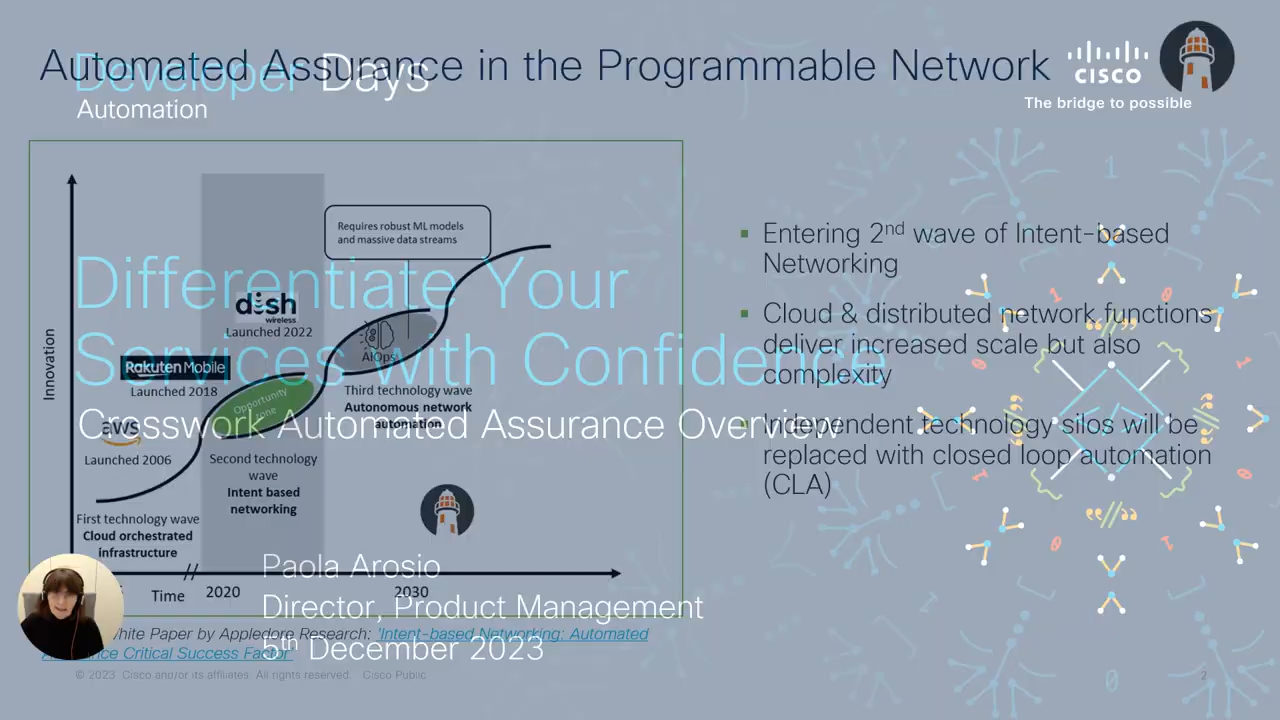 Automated Assurance in the Programmable Network
Developer Days
Automation
CISCO
The bridge to possible
Requires robust ML models
and massive data streams
Differentiate Your
Services with Confidence
Crosswork Automated Assurance Overview
Innovation
dish
wireless
Launched 2022
Rakuten Mobile
Launched 2018
aws
Launched 2006
Opportunity
zone
AIOps
Third technology wave
Autonomous network
automation
Second technology
wave
Intent based
networking
First technology wave
Cloud orchestrated
infrastructure
Time
2020
2030
▪ Entering 2nd wave of Intent-based
Networking
▪ Cloud & distributed network functions
deliver increased scale but also
complexity
▪ Independent technology silos will be
replaced with closed loop automation
(CLA)
Paola Arosio
Director, Product Management
5th December 2023
White Paper by Appledore Research: 'Intent-based Networking: Automated
Critical Success Factor'
© 2023 Cisco and/or its affiliates. All rights reserved. Cisco Public
2